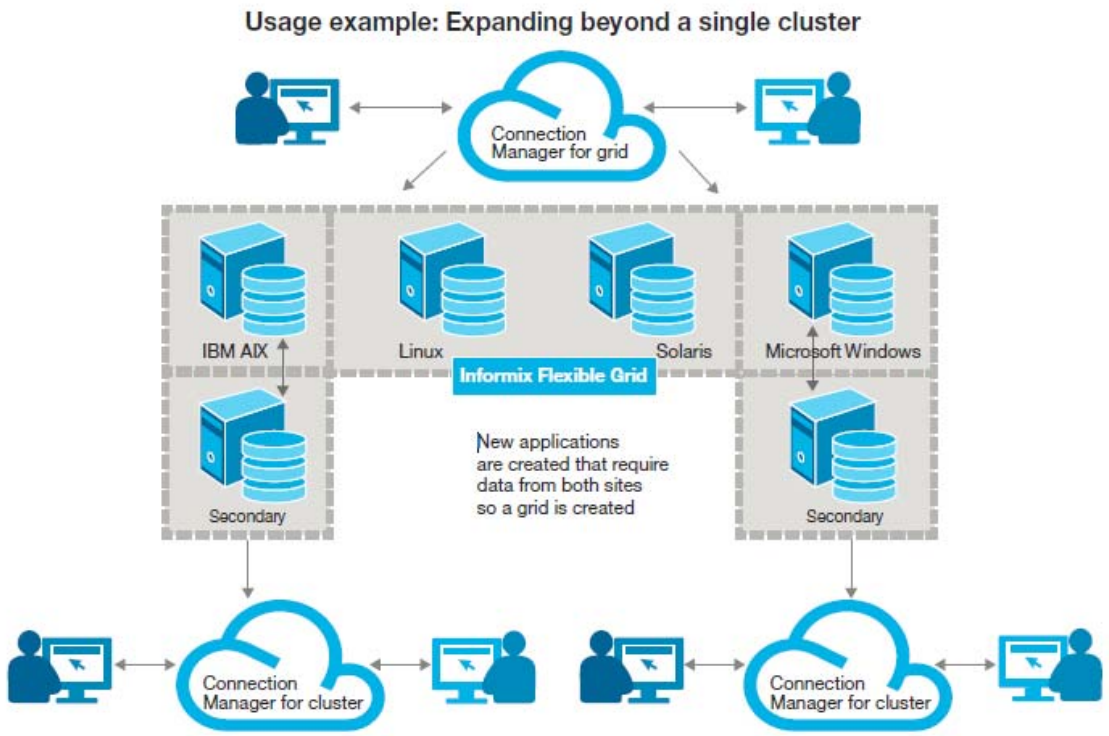 Usage example: Expanding beyond a single cluster
Connection
Manager for grid
IBM AIX
Linux
Solaris
Microsoft Windows
Informix Flexible Grid
New applications
are created that require
data from both sites
so a grid is created
Secondary
Secondary
Connection
Manager for cluster
Connection
Manager for cluster